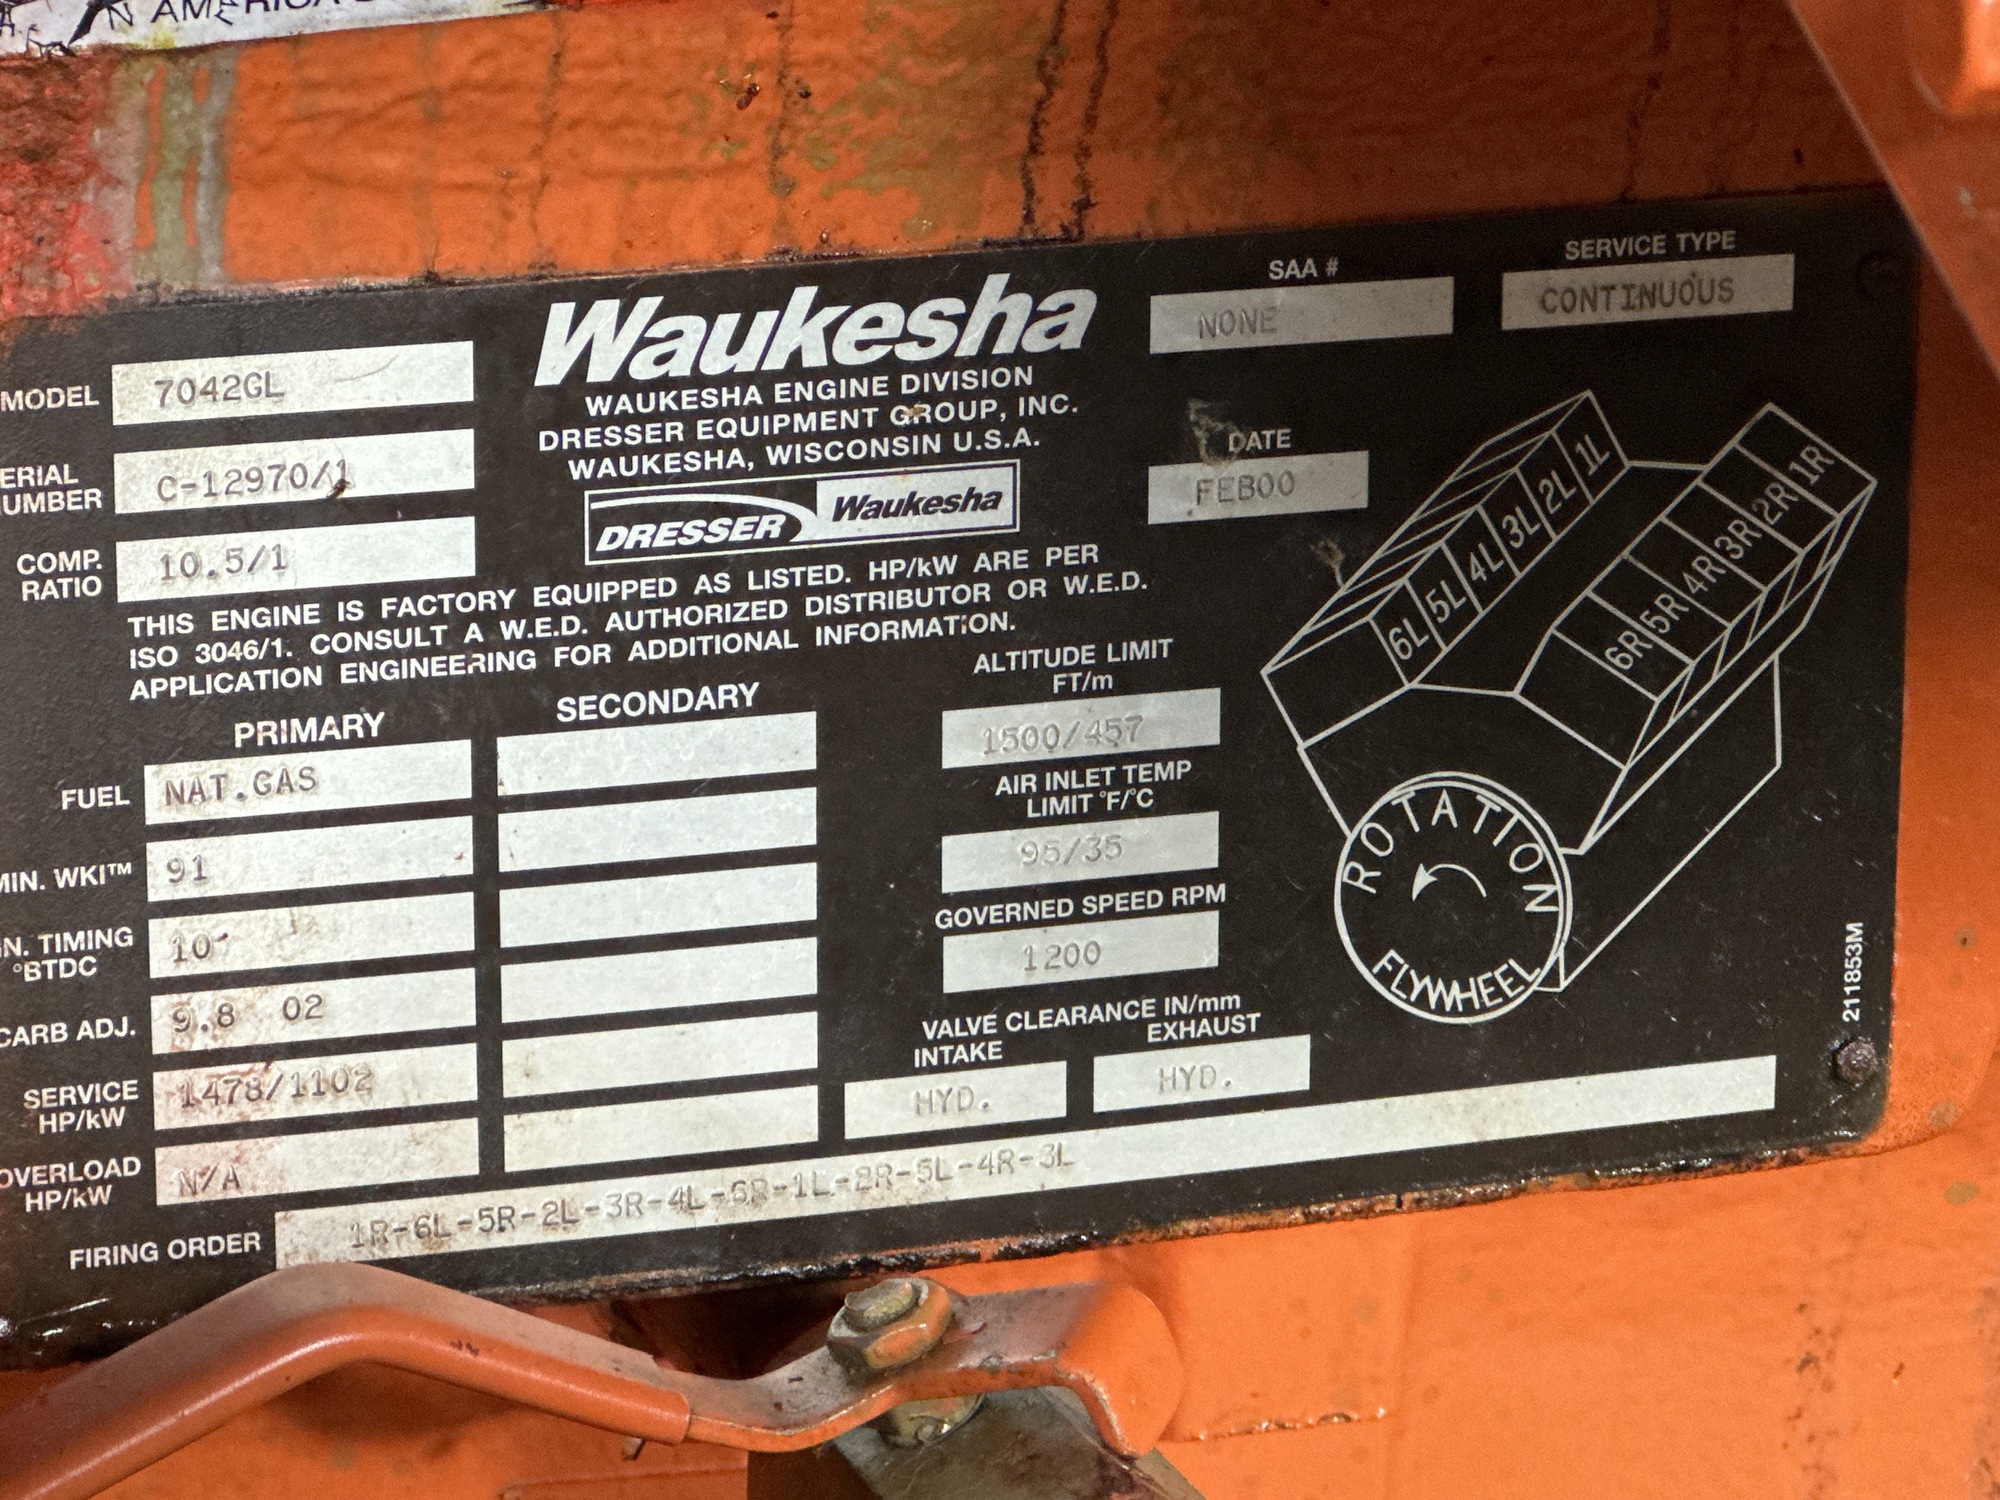 N AMERICA
Waukesha
WAUKESHA ENGINE DIVISION
DRESSER EQUIPMENT GROUP, INC.
WAUKESHA, WISCONSIN U.S.A.
DRESSER Waukesha
SAA #
NONE
SERVICE TYPE
CONTINUOUS
MODEL 7042GL
ERIAL
UMBER C-12970/1
COMP.
RATIO 10.5/1
DATE
FEB00
THIS ENGINE IS FACTORY EQUIPPED AS LISTED. HP/kW ARE PER
ISO 3046/1. CONSULT A W.E.D. AUTHORIZED DISTRIBUTOR OR W.E.D.
APPLICATION ENGINEERING FOR ADDITIONAL INFORMATION.
PRIMARY SECONDARY
FUEL NAT.GAS
MIN. WKI™ 91
N. TIMING
°BTDC 10
CARB ADJ. 9.8 02
SERVICE
HP/kW 1478/1102
OVERLOAD
HP/kW N/A
ALTITUDE LIMIT
FT/m
1500/457
AIR INLET TEMP
LIMIT °F/°C
95/35
GOVERNED SPEED RPM
1200
VALVE CLEARANCE IN/mm
INTAKE EXHAUST
HYD. HYD.
FIRING ORDER 1R-6L-5R-2L-3R-4L-6R-1L-2R-5L-4R-3L
6L 5L 4L 3L 2L 1L
6R 5R 4R 3R 2R 1R
ROTATION
FLYWHEEL
211853M